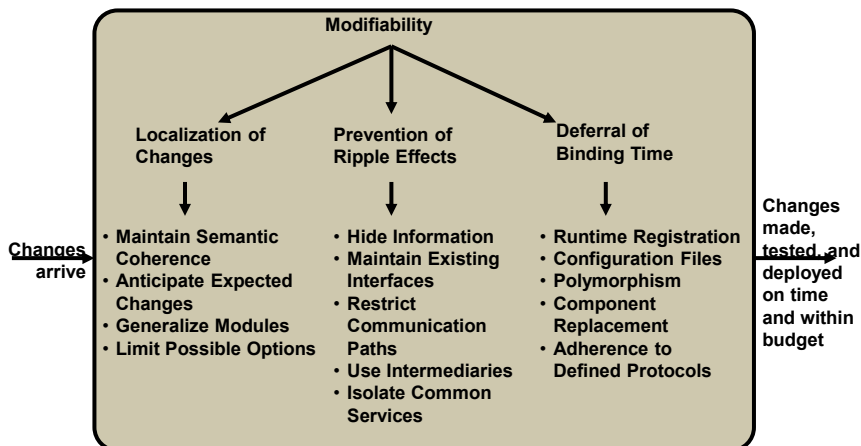 Modifiability
Localization of
Changes
Prevention of
Ripple Effects
Deferral of
Binding Time
Changes
arrive
• Maintain Semantic
Coherence
• Anticipate Expected
Changes
• Generalize Modules
• Limit Possible Options
• Hide Information
• Maintain Existing
Interfaces
• Restrict
Communication
Paths
• Use Intermediaries
• Isolate Common
Services
• Runtime Registration
• Configuration Files
• Polymorphism
• Component
Replacement
• Adherence to
Defined Protocols
Changes
made,
tested, and
deployed
on time
and within
budget